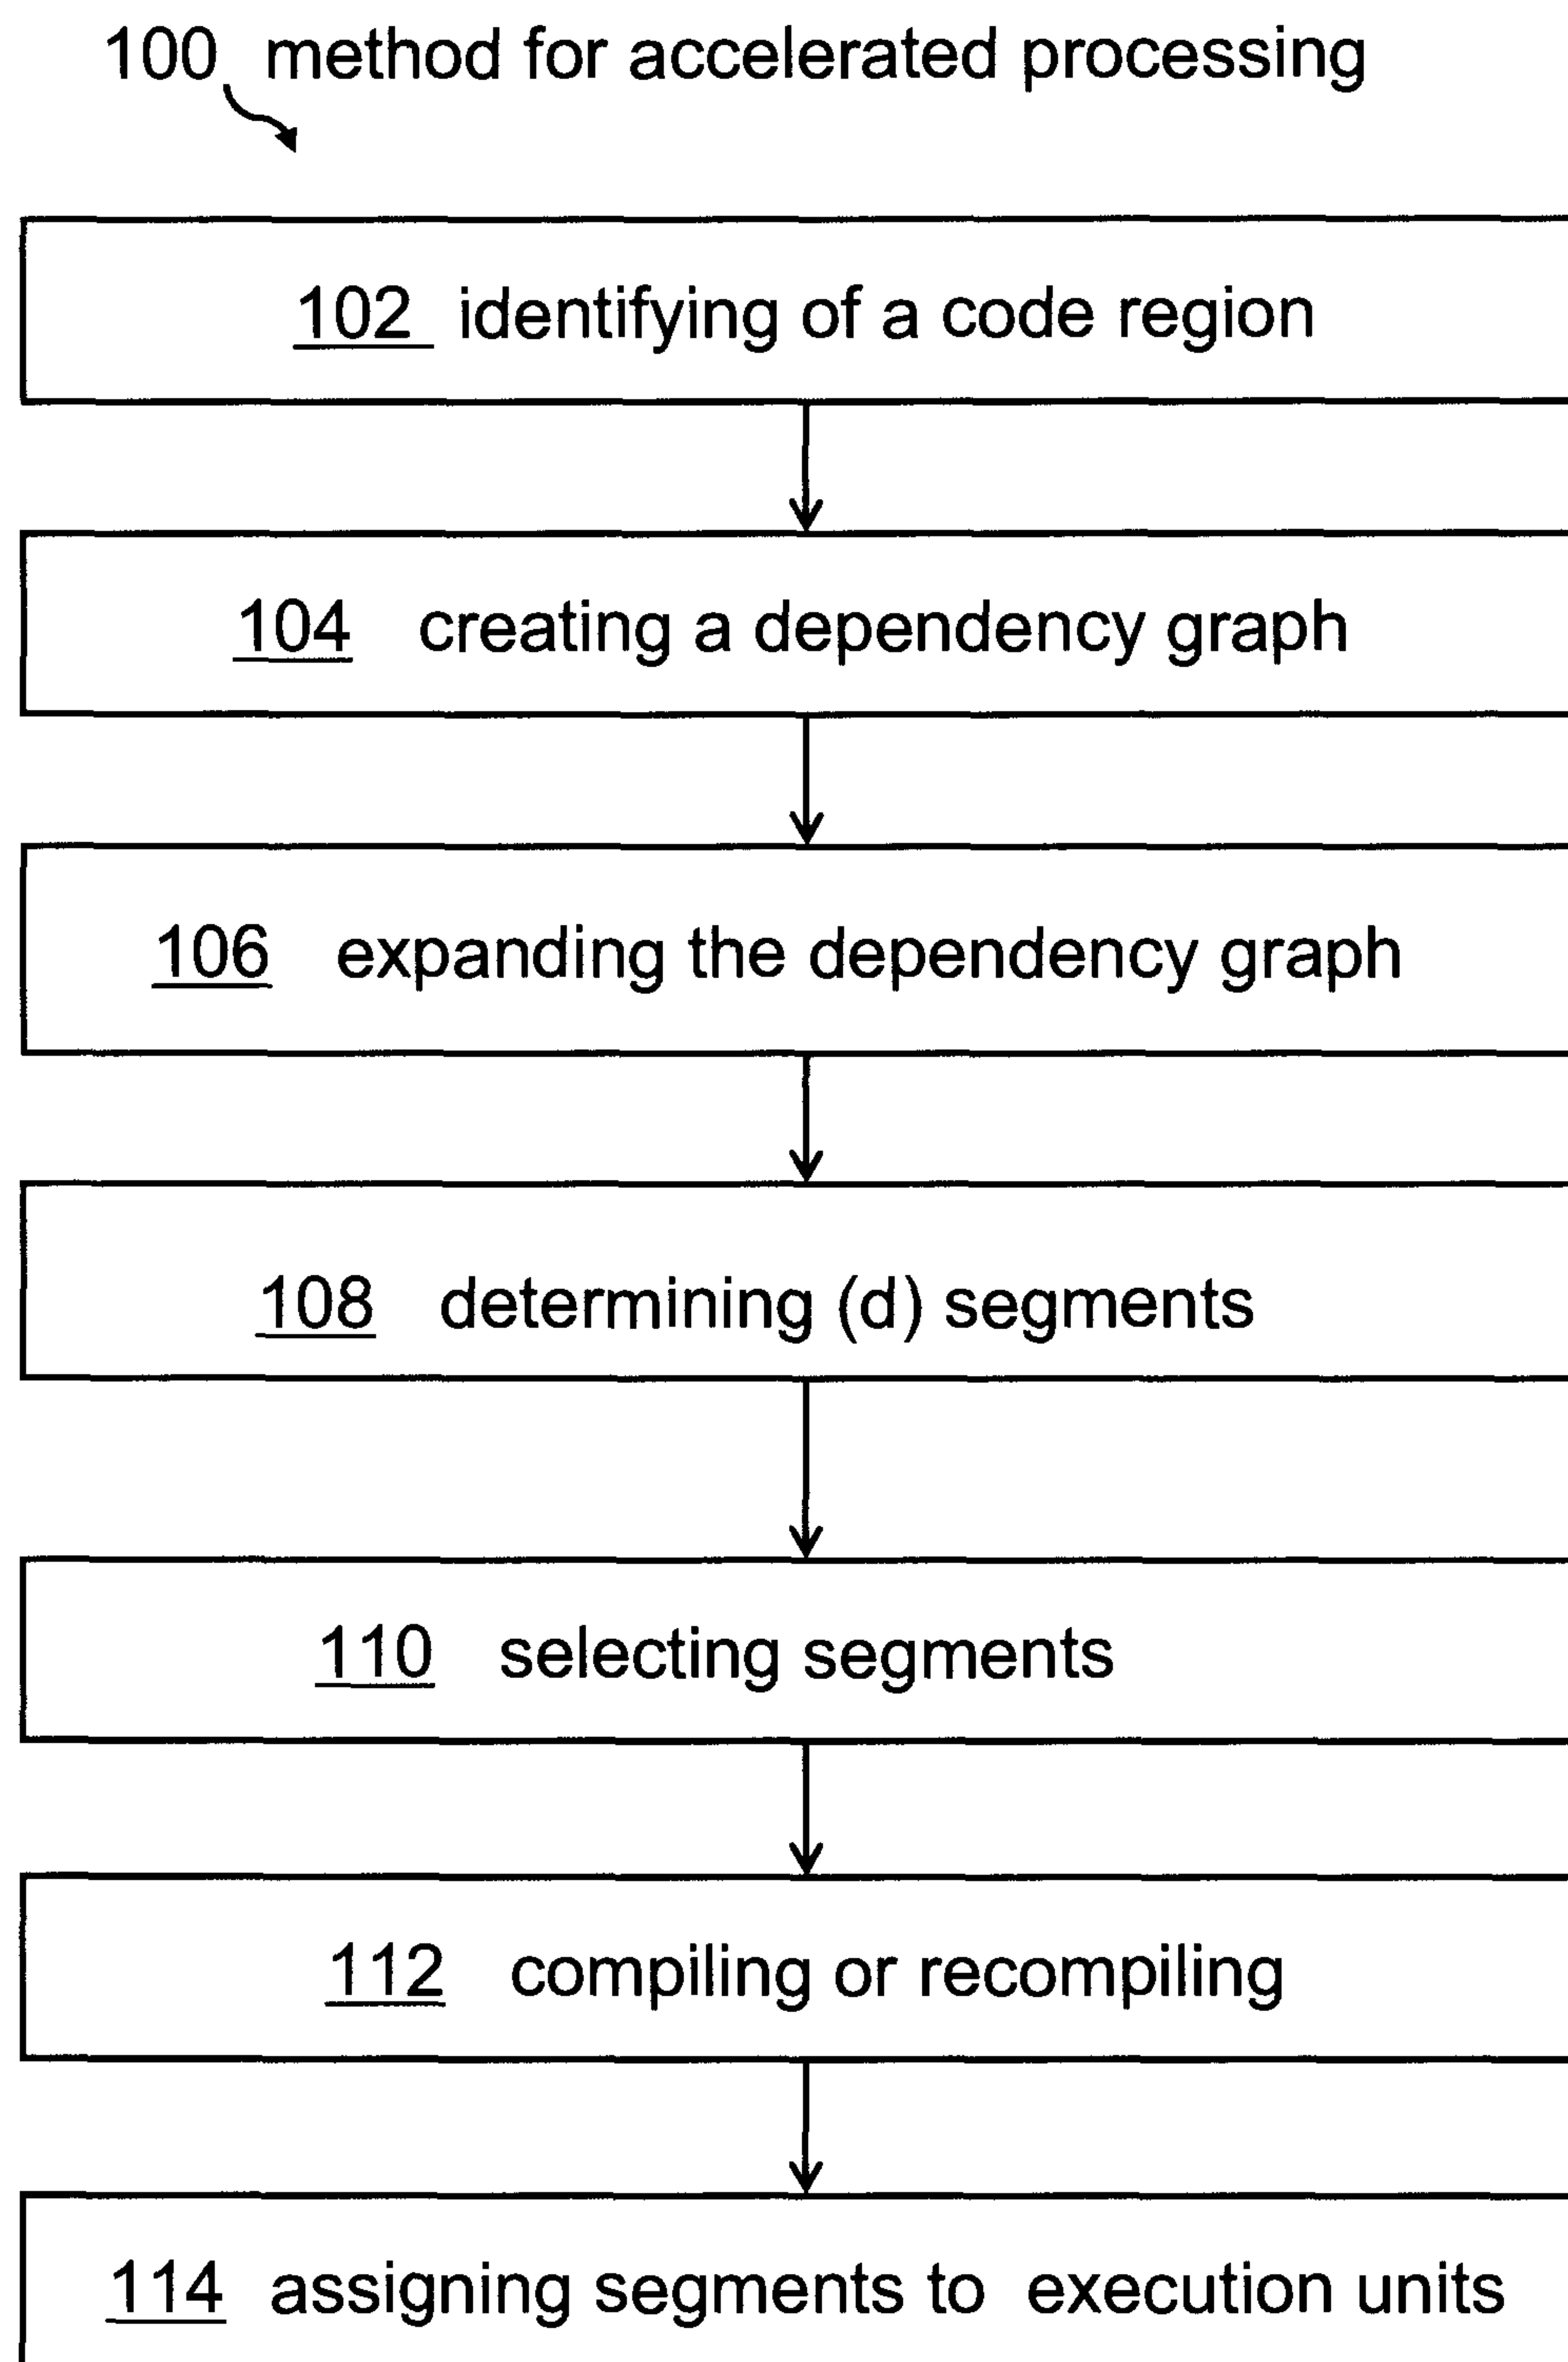 100 method for accelerated processing
102 identifying of a code region
104 creating a dependency graph
106 expanding the dependency graph
108 determining (d) segments
110 selecting segments
112 compiling or recompiling
114 assigning segments to execution units